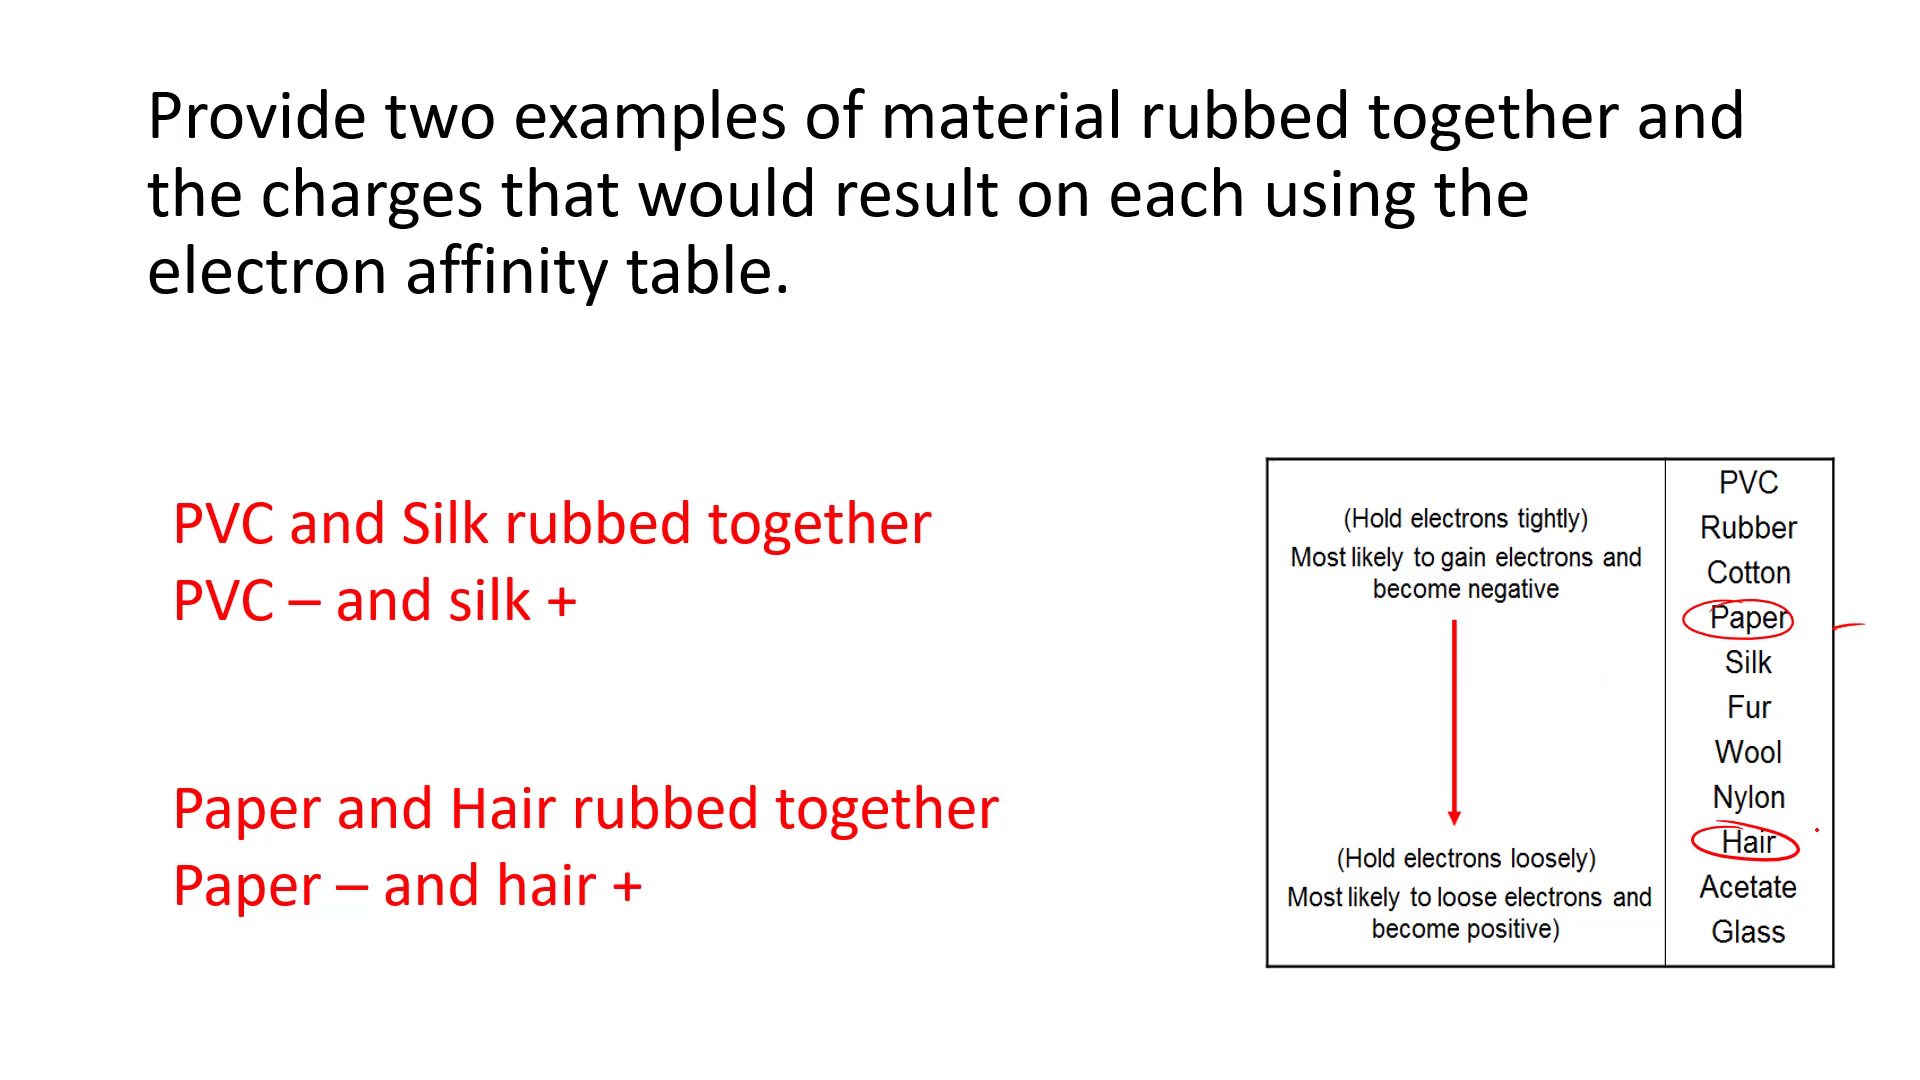 Provide two examples of material rubbed together and
the charges that would result on each using the
electron affinity table.
PVC and Silk rubbed together
PVC – and silk +
Paper and Hair rubbed together
Paper – and hair +
(Hold electrons tightly)
Most likely to gain electrons and
become negative
(Hold electrons loosely)
Most likely to loose electrons and
become positive)
PVC
Rubber
Cotton
Paper
Silk
Fur
Wool
Nylon
Hair
Acetate
Glass